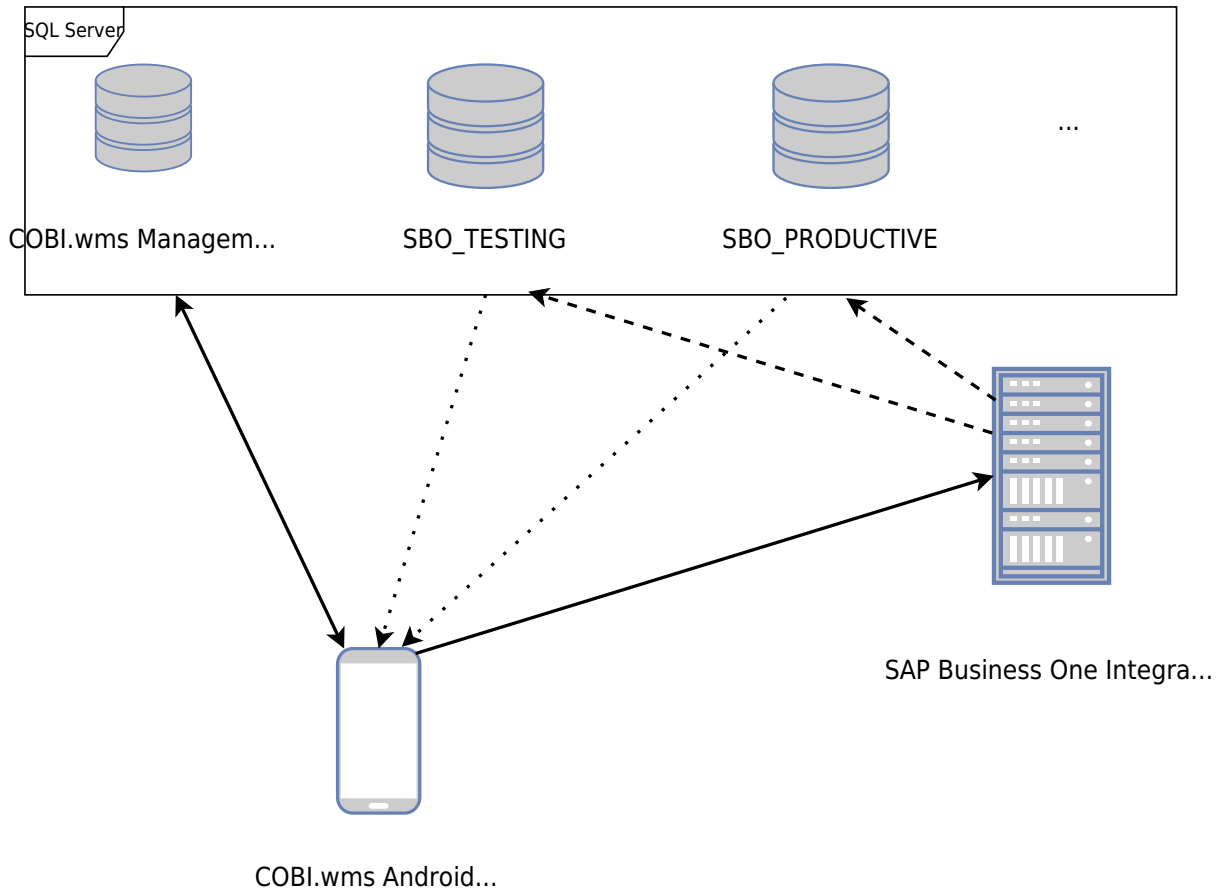 SQL Server
...
COBI.wms Managem...
SBO_TESTING
SBO_PRODUCTIVE
SAP Business One Integra...
COBI.wms Android...